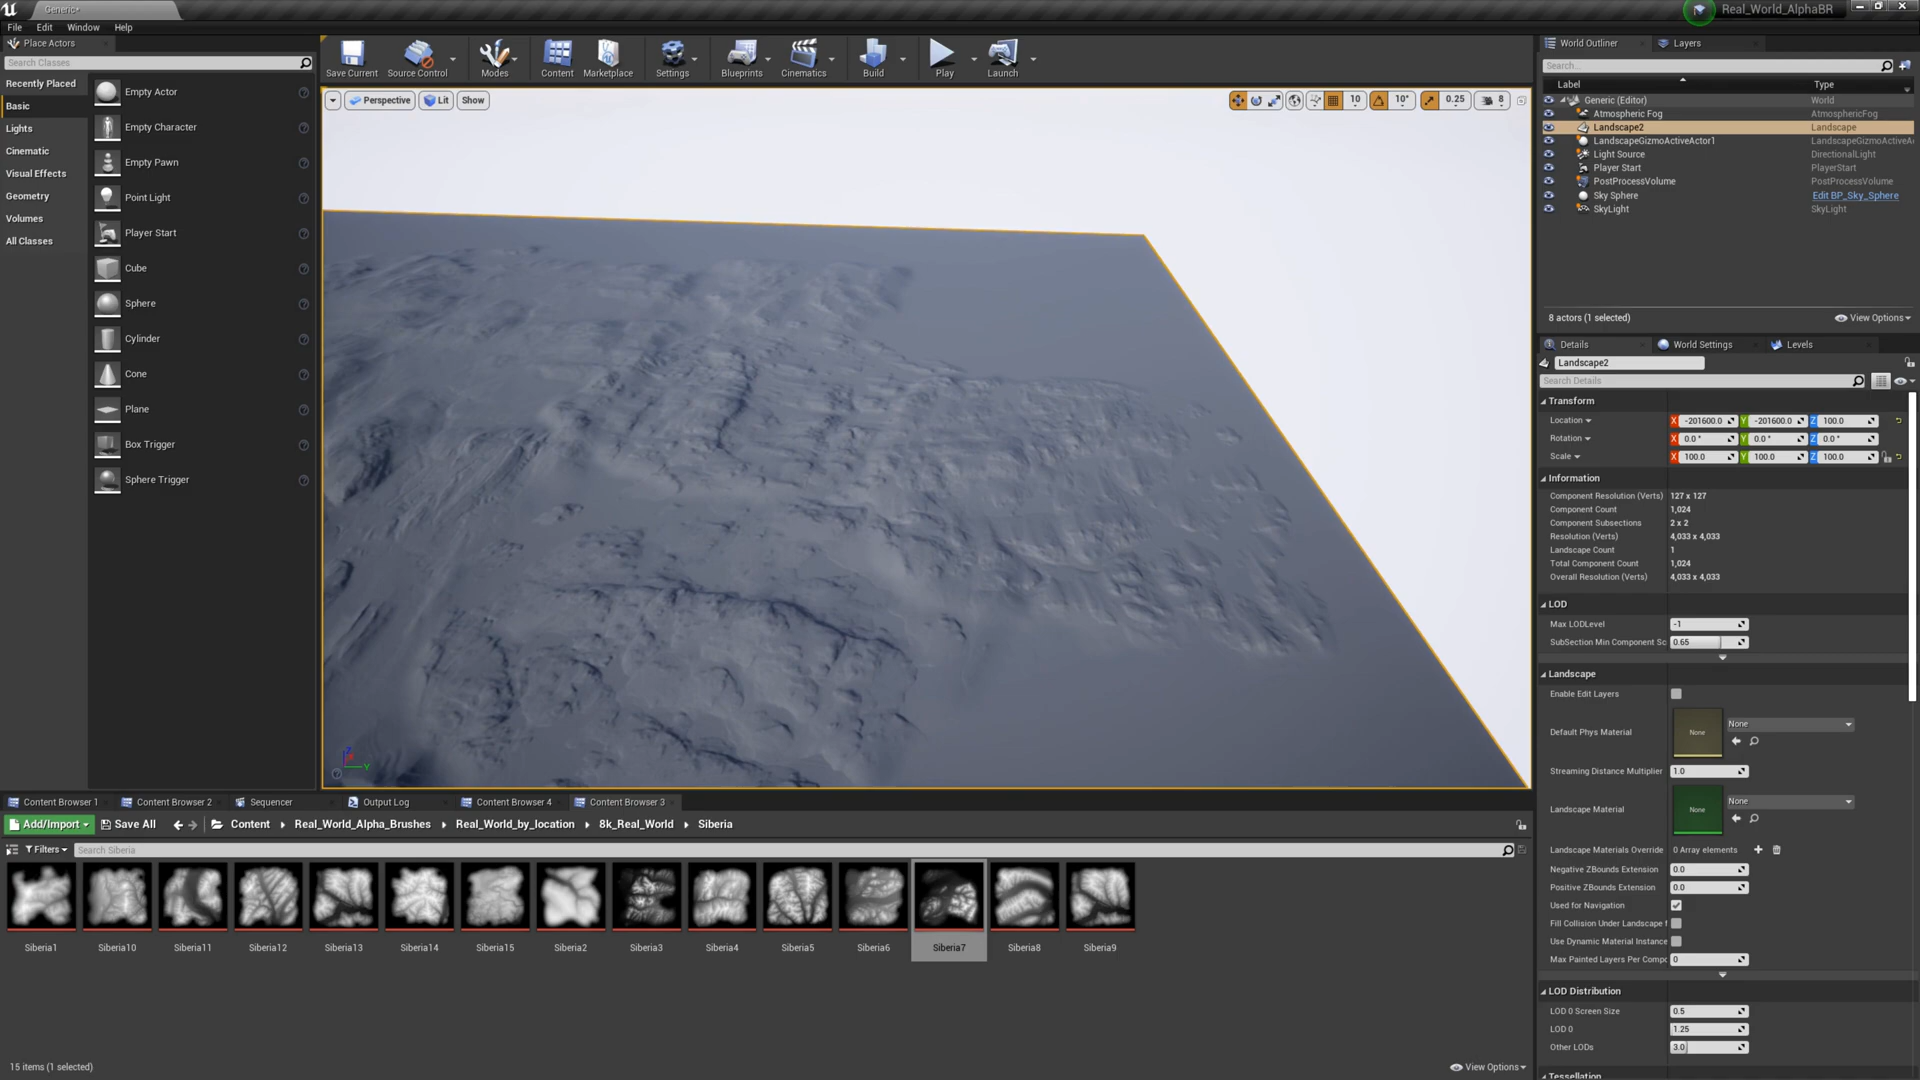 Generic*
Real_World_AlphaBR
File Edit Window Help
Place Actors
Search Classes
Recently Placed
Basic
Lights
Cinematic
Visual Effects
Geometry
Volumes
All Classes
Empty Actor
Empty Character
Empty Pawn
Point Light
Player Start
Cube
Sphere
Cylinder
Cone
Plane
Box Trigger
Sphere Trigger
Save Current Source Control Modes Content Marketplace Settings Blueprints Cinematics Build Play Launch
Perspective Lit Show
10 10° 0.25 8
World Outliner Layers
Search...
Label Type
Generic (Editor) World
Atmospheric Fog AtmosphericFog
Landscape2 Landscape
LandscapeGizmoActiveActor1 LandscapeGizmoActiveA
Light Source DirectionalLight
Player Start PlayerStart
PostProcessVolume PostProcessVolume
Sky Sphere Edit BP_Sky_Sphere
SkyLight SkyLight
8 actors (1 selected) View Options
Details World Settings Levels
Landscape2
Search Details
Transform
Location X -201600.0 Y -201600.0 Z 100.0
Rotation X 0.0 ° Y 0.0 ° Z 0.0 °
Scale X 100.0 Y 100.0 Z 100.0
Information
Component Resolution (Verts) 127 x 127
Component Count 1,024
Component Subsections 2 x 2
Resolution (Verts) 4,033 x 4,033
Landscape Count 1
Total Component Count 1,024
Overall Resolution (Verts) 4,033 x 4,033
LOD
Max LODLevel -1
SubSection Min Component Sc 0.65
Landscape
Enable Edit Layers
Default Phys Material None None
Streaming Distance Multiplier 1.0
Landscape Material None None
Landscape Materials Override 0 Array elements
Negative ZBounds Extension 0.0
Positive ZBounds Extension 0.0
Used for Navigation
Fill Collision Under Landscape f
Use Dynamic Material Instance
Max Painted Layers Per Compo 0
LOD Distribution
LOD 0 Screen Size 0.5
LOD 0 1.25
Other LODs 3.0
Tessellation
Z Y
Content Browser 1 Content Browser 2 Sequencer Output Log Content Browser 4 Content Browser 3
Add/Import Save All Content Real_World_Alpha_Brushes Real_World_by_location 8k_Real_World Siberia
Filters Search Siberia
Siberia1 Siberia10 Siberia11 Siberia12 Siberia13 Siberia14 Siberia15 Siberia2 Siberia3 Siberia4 Siberia5 Siberia6 Siberia7 Siberia8 Siberia9
15 items (1 selected) View Options